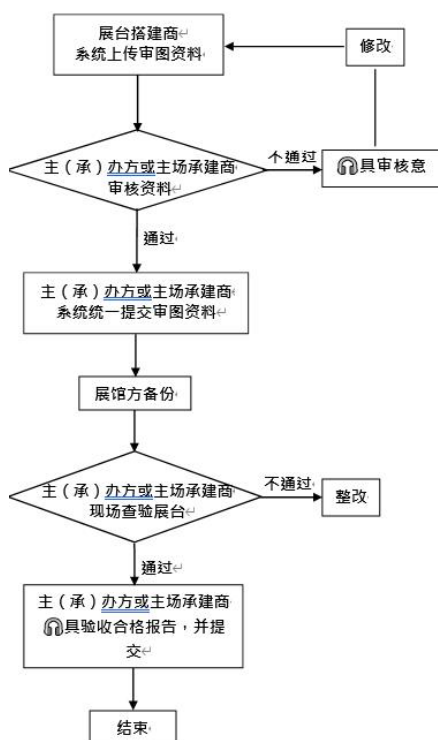 展台搭建商
系统上传审图资料
修改
主（承）办方或主场承建商
审核资料
不通过
具审核意
通过
主（承）办方或主场承建商
系统统一提交审图资料
展馆方备份
主（承）办方或主场承建商
现场查验展台
不通过
整改
通过
主（承）办方或主场承建商
具验收合格报告，并提
交
结束